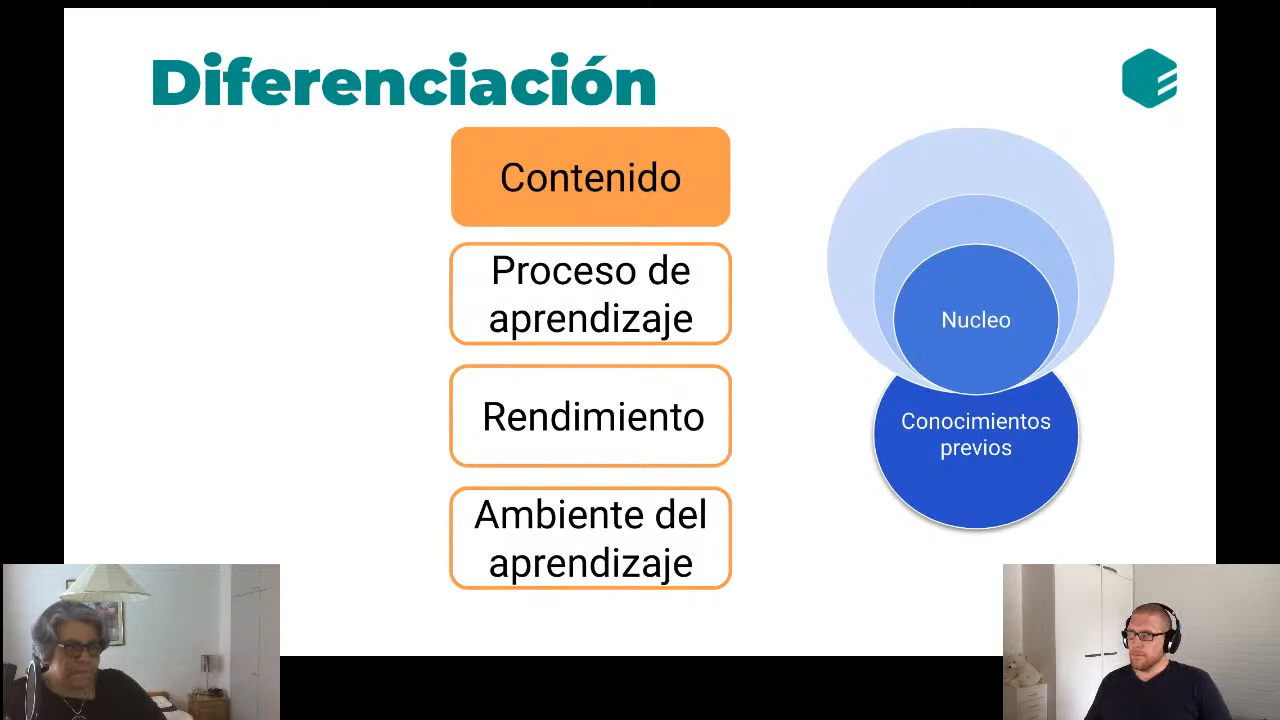 Diferenciación
Contenido
Proceso de
aprendizaje
Rendimiento
Ambiente del
aprendizaje
Nucleo
Conocimientos
previos